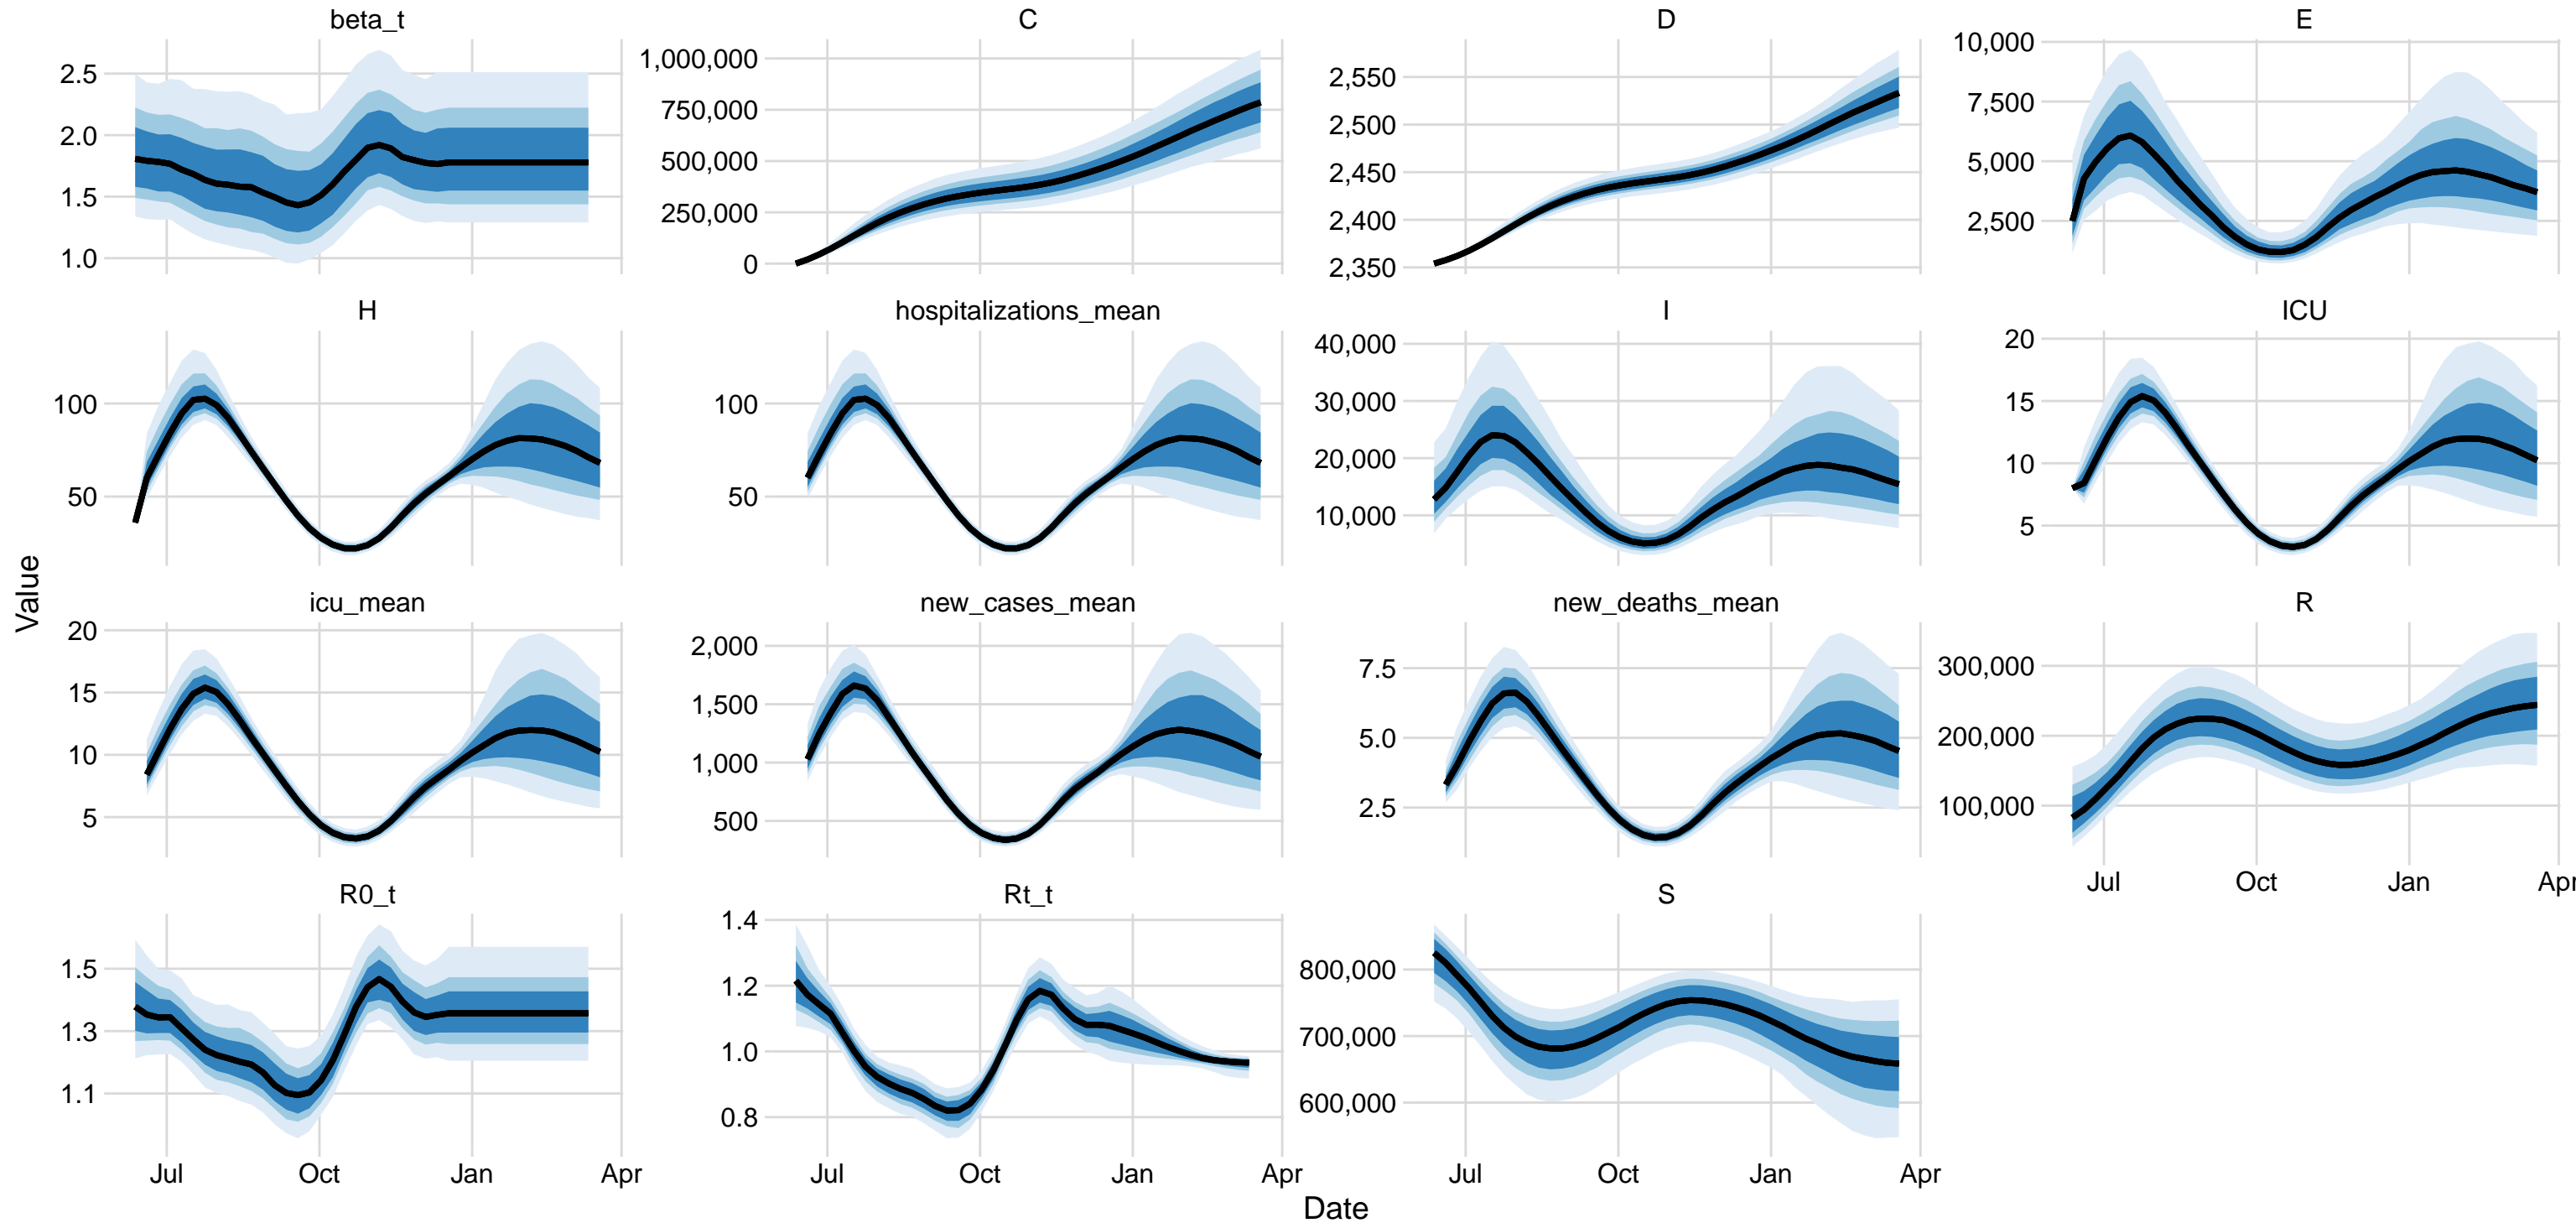 beta_t
2.5
2.0
1.5
1.0
C
1,000,000
750,000
500,000
250,000
0
D
2,550
2,500
2,450
2,400
2,350
E
10,000
7,500
5,000
2,500
H
100
50
hospitalizations_mean
100
50
I
40,000
30,000
20,000
10,000
ICU
20
15
10
5
Value
icu_mean
20
15
10
5
new_cases_mean
2,000
1,500
1,000
500
new_deaths_mean
7.5
5.0
2.5
R
300,000
200,000
100,000
Jul Oct Jan Apr
R0_t
1.5
1.3
1.1
Jul Oct Jan Apr
Rt_t
1.4
1.2
1.0
0.8
Jul Oct Jan Apr
S
800,000
700,000
600,000
Jul Oct Jan Apr
Date